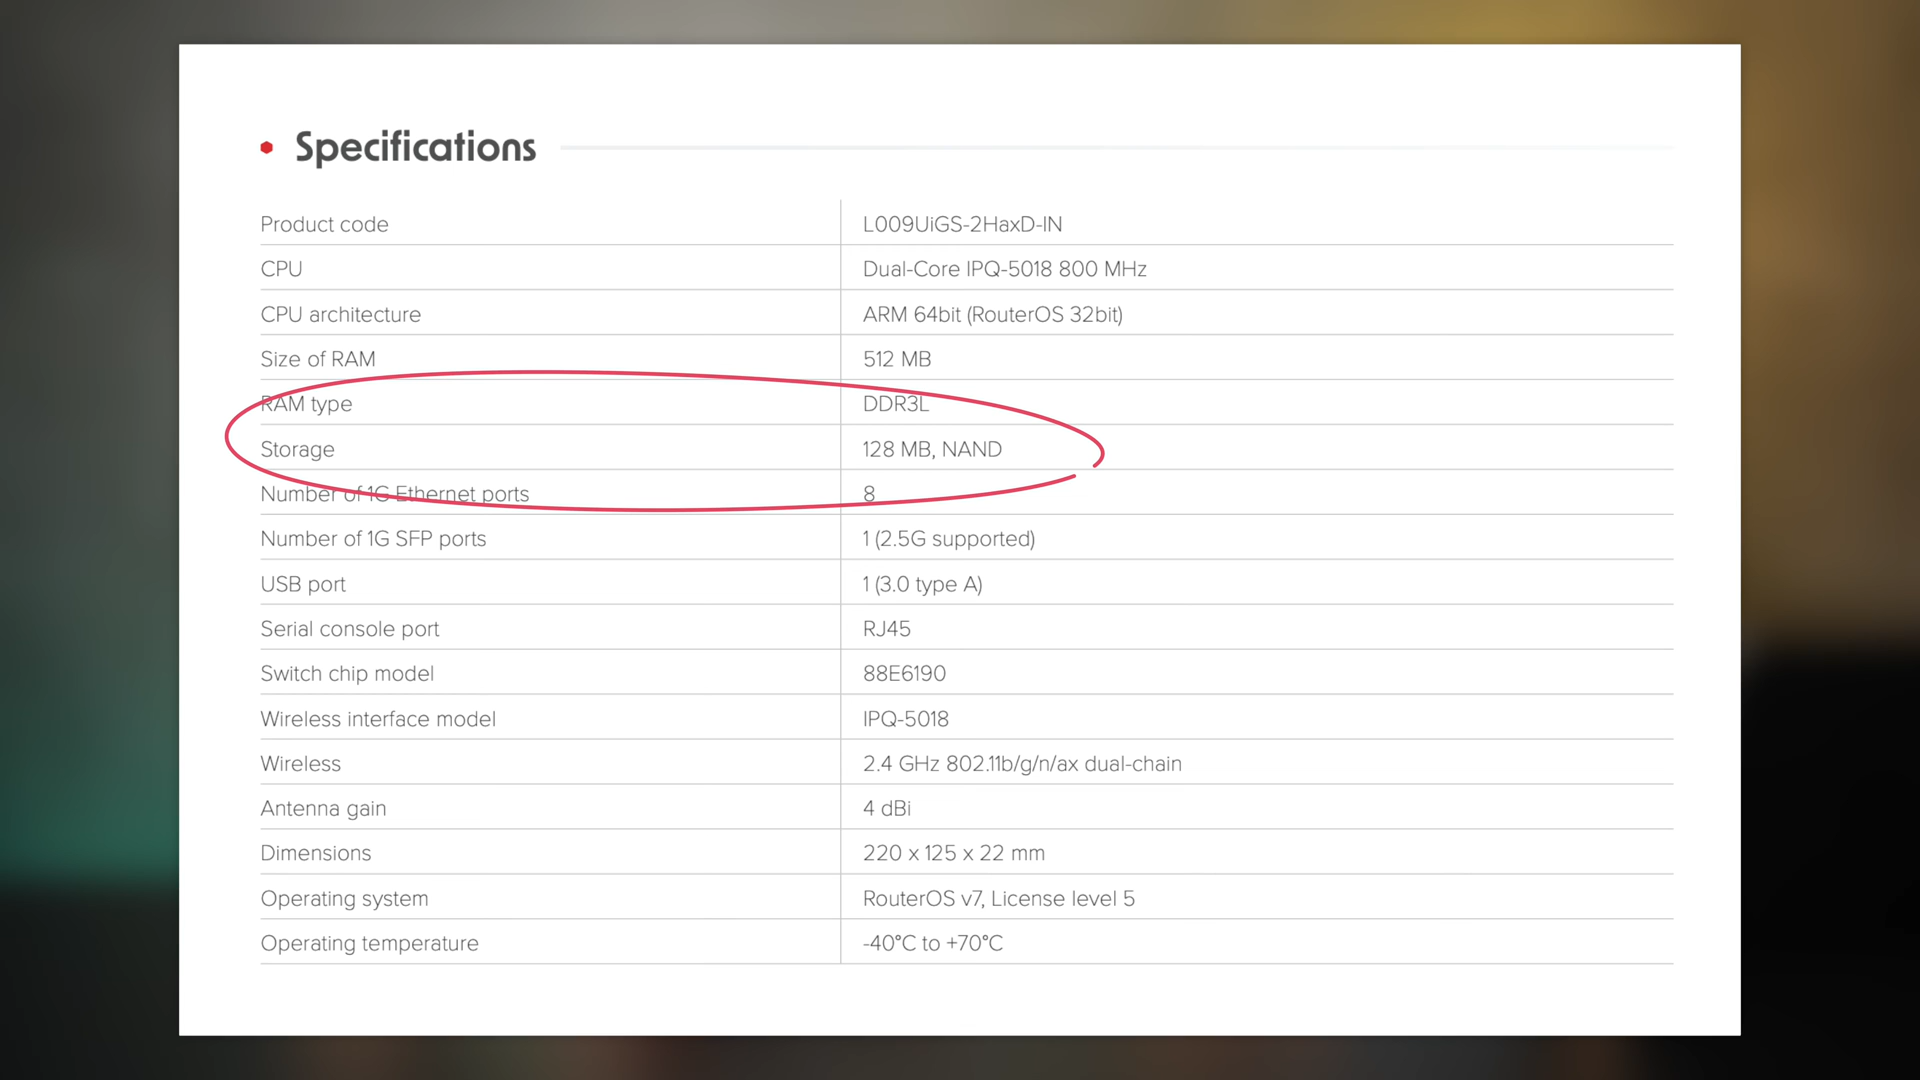 Specifications
Product code L009UiGS-2HaxD-IN
CPU Dual-Core IPQ-5018 800 MHz
CPU architecture ARM 64bit (RouterOS 32bit)
Size of RAM 512 MB
RAM type DDR3L
Storage 128 MB, NAND
Number of 1G Ethernet ports 8
Number of 1G SFP ports 1 (2.5G supported)
USB port 1 (3.0 type A)
Serial console port RJ45
Switch chip model 88E6190
Wireless interface model IPQ-5018
Wireless 2.4 GHz 802.11b/g/n/ax dual-chain
Antenna gain 4 dBi
Dimensions 220 x 125 x 22 mm
Operating system RouterOS v7, License level 5
Operating temperature -40°C to +70°C